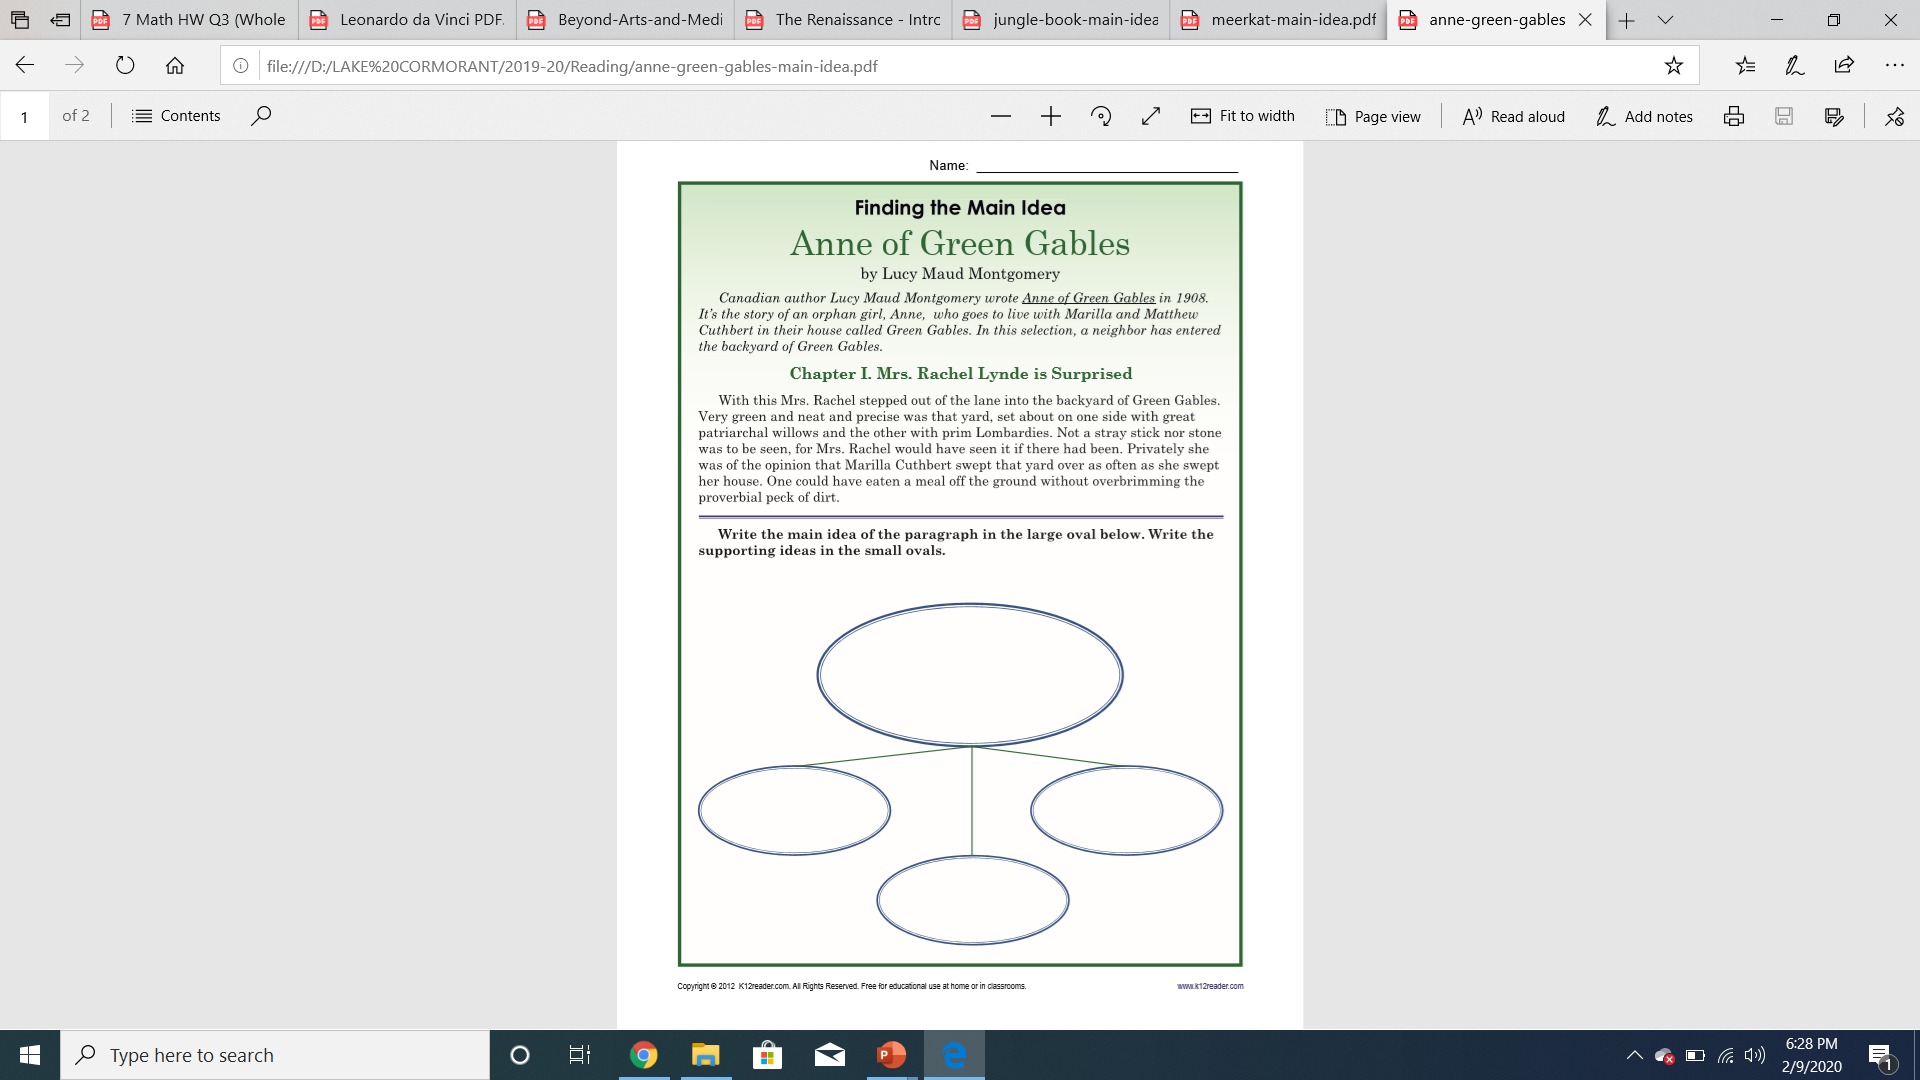 7 Math HW Q3 (Whole
Leonardo da Vinci PDF.
Beyond-Arts-and-Medi
The Renaissance - Intro
jungle-book-main-idea
meerkat-main-idea.pdf
anne-green-gables
file:///D:/LAKE%20CORMORANT/2019-20/Reading/anne-green-gables-main-idea.pdf
1 of 2 Contents Fit to width Page view Read aloud Add notes
Name:
Finding the Main Idea
Anne of Green Gables
by Lucy Maud Montgomery
Canadian author Lucy Maud Montgomery wrote Anne of Green Gables in 1908.
It's the story of an orphan girl, Anne, who goes to live with Marilla and Matthew
Cuthbert in their house called Green Gables. In this selection, a neighbor has entered
the backyard of Green Gables.
Chapter I. Mrs. Rachel Lynde is Surprised
With this Mrs. Rachel stepped out of the lane into the backyard of Green Gables.
Very green and neat and precise was that yard, set about on one side with great
patriarchal willows and the other with prim Lombardies. Not a stray stick nor stone
was to be seen, for Mrs. Rachel would have seen it if there had been. Privately she
was of the opinion that Marilla Cuthbert swept that yard over as often as she swept
her house. One could have eaten a meal off the ground without overbrimming the
proverbial peck of dirt.
Write the main idea of the paragraph in the large oval below. Write the
supporting ideas in the small ovals.
Copyright © 2012 K12reader.com. All Rights Reserved. Free for educational use at home or in classrooms.
www.k12reader.com
Type here to search
6:28 PM
2/9/2020
1